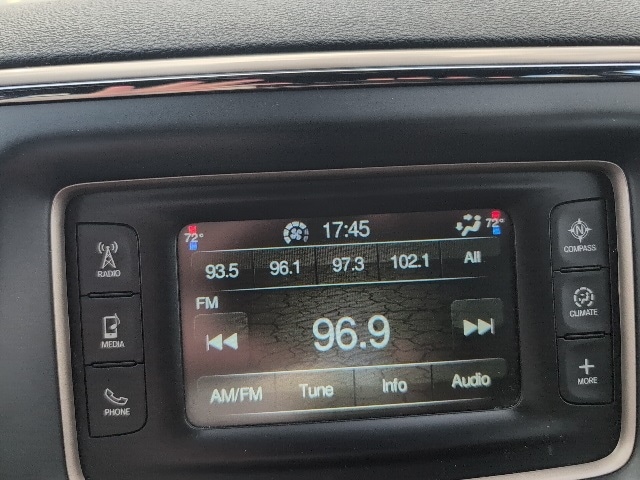 72° 17:45 72°
93.5 96.1 97.3 102.1 All
FM
96.9
AM/FM Tune Info Audio
RADIO
MEDIA
PHONE
N
COMPASS
CLIMATE
+
MORE